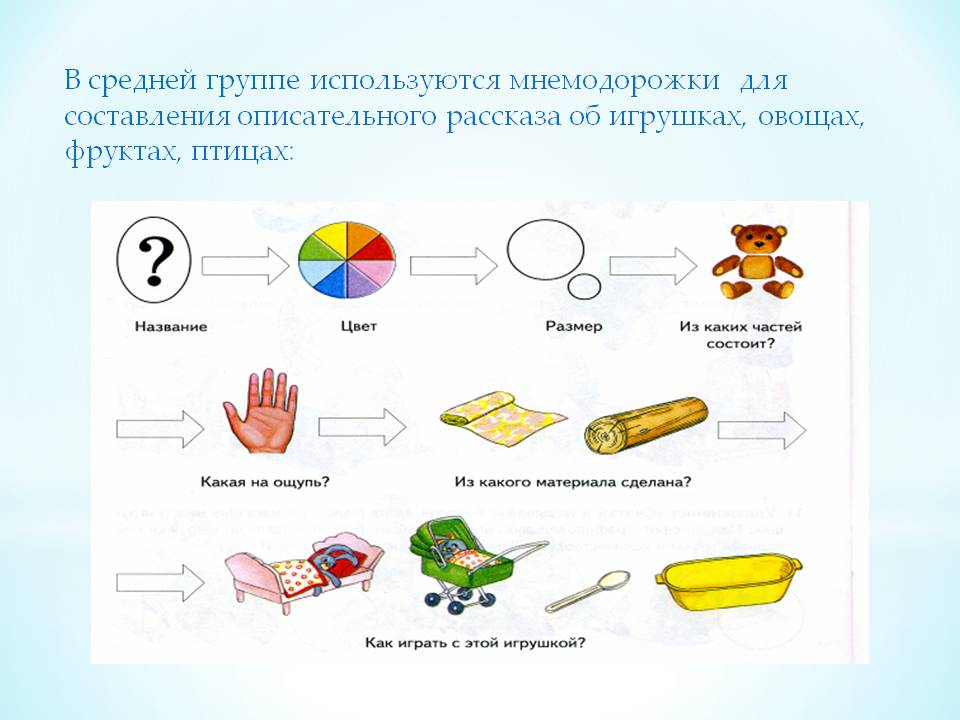 В средней группе используются мнемодорожки для
составления описательного рассказа об игрушках, овощах,
фруктах, птицах:
?
Название
Цвет
Размер
Из каких частей
состоит?
Какая на ощупь?
Из какого материала сделана?
Как играть с этой игрушкой?